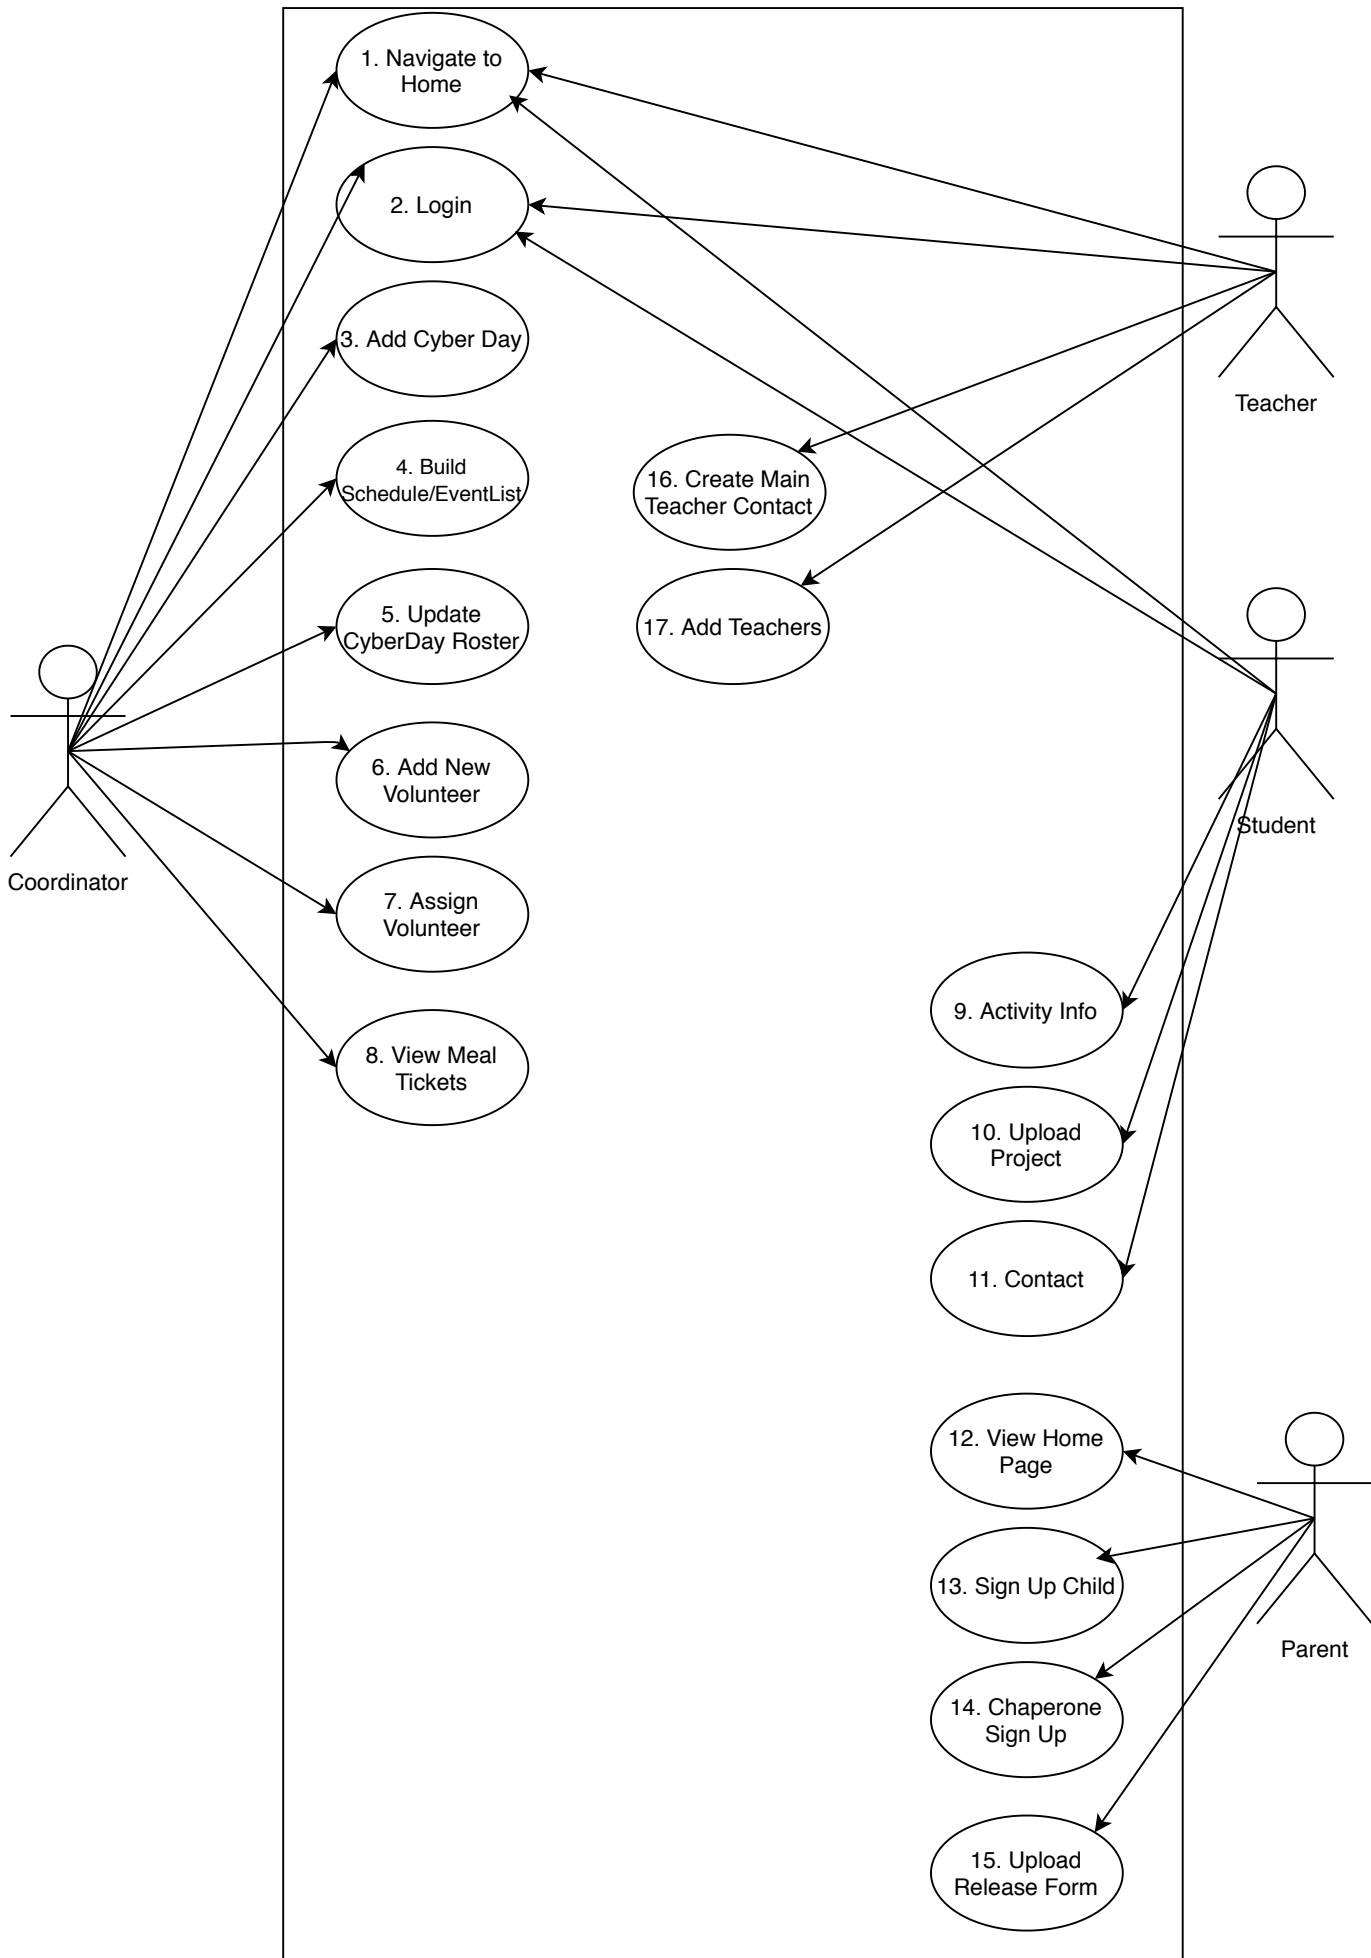 1. Navigate to
Home
2. Login
3. Add Cyber Day
4. Build
Schedule/EventList
5. Update
CyberDay Roster
6. Add New
Volunteer
7. Assign
Volunteer
8. View Meal
Tickets
Coordinator
16. Create Main
Teacher Contact
17. Add Teachers
Teacher
Student
9. Activity Info
10. Upload
Project
11. Contact
12. View Home
Page
13. Sign Up Child
14. Chaperone
Sign Up
15. Upload
Release Form
Parent